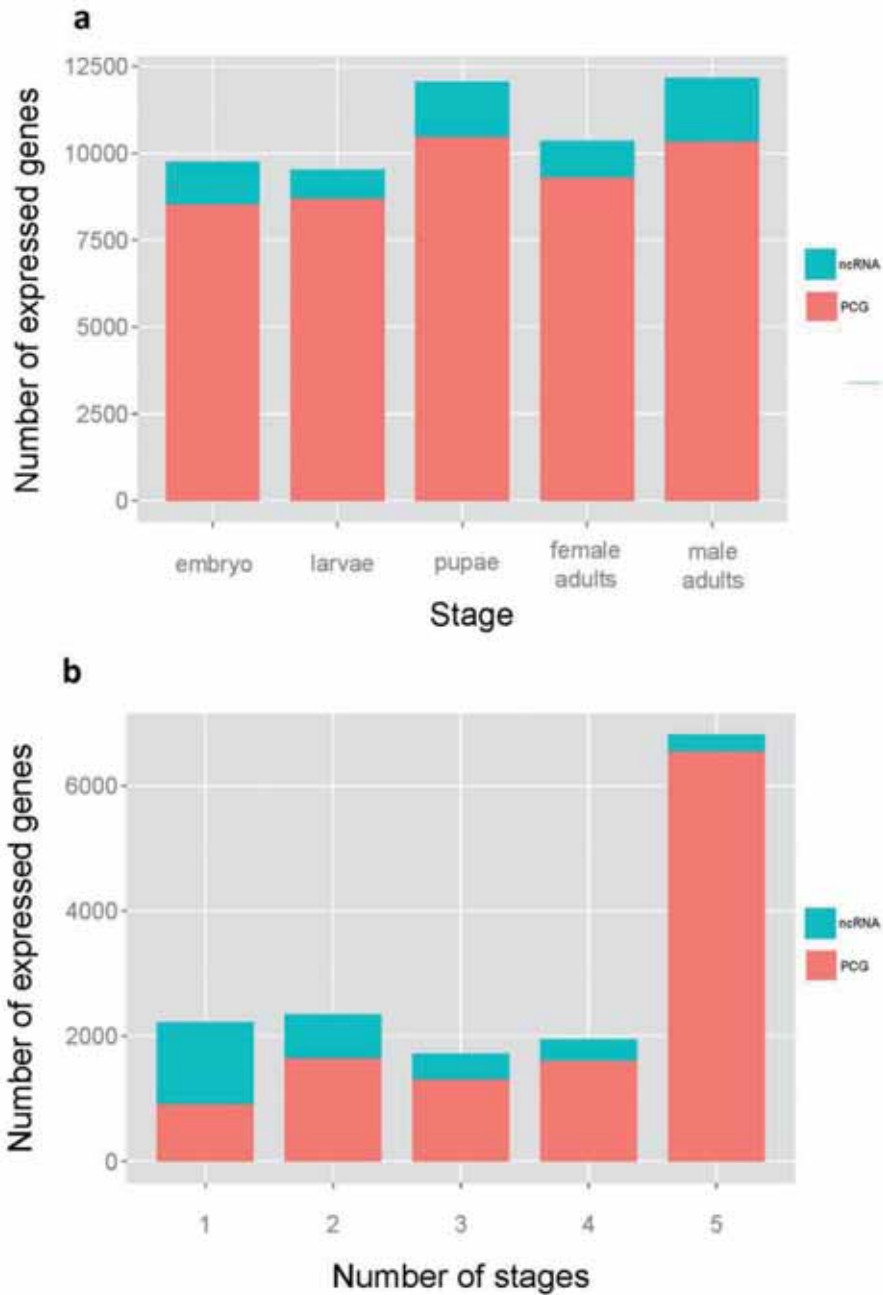 a
Number of expressed genes
12500
10000
7500
5000
2500
0
embryo
larvae
pupae
female
adults
male
adults
Stage
ncRNA
PCG
b
Number of expressed genes
6000
4000
2000
0
1
2
3
4
5
Number of stages
ncRNA
PCG